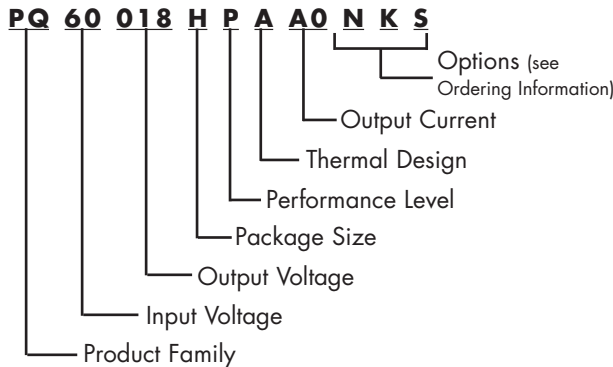 PQ 60 018 H P A A0 N K S
Options (see
Ordering Information)
Output Current
Thermal Design
Performance Level
Package Size
Output Voltage
Input Voltage
Product Family